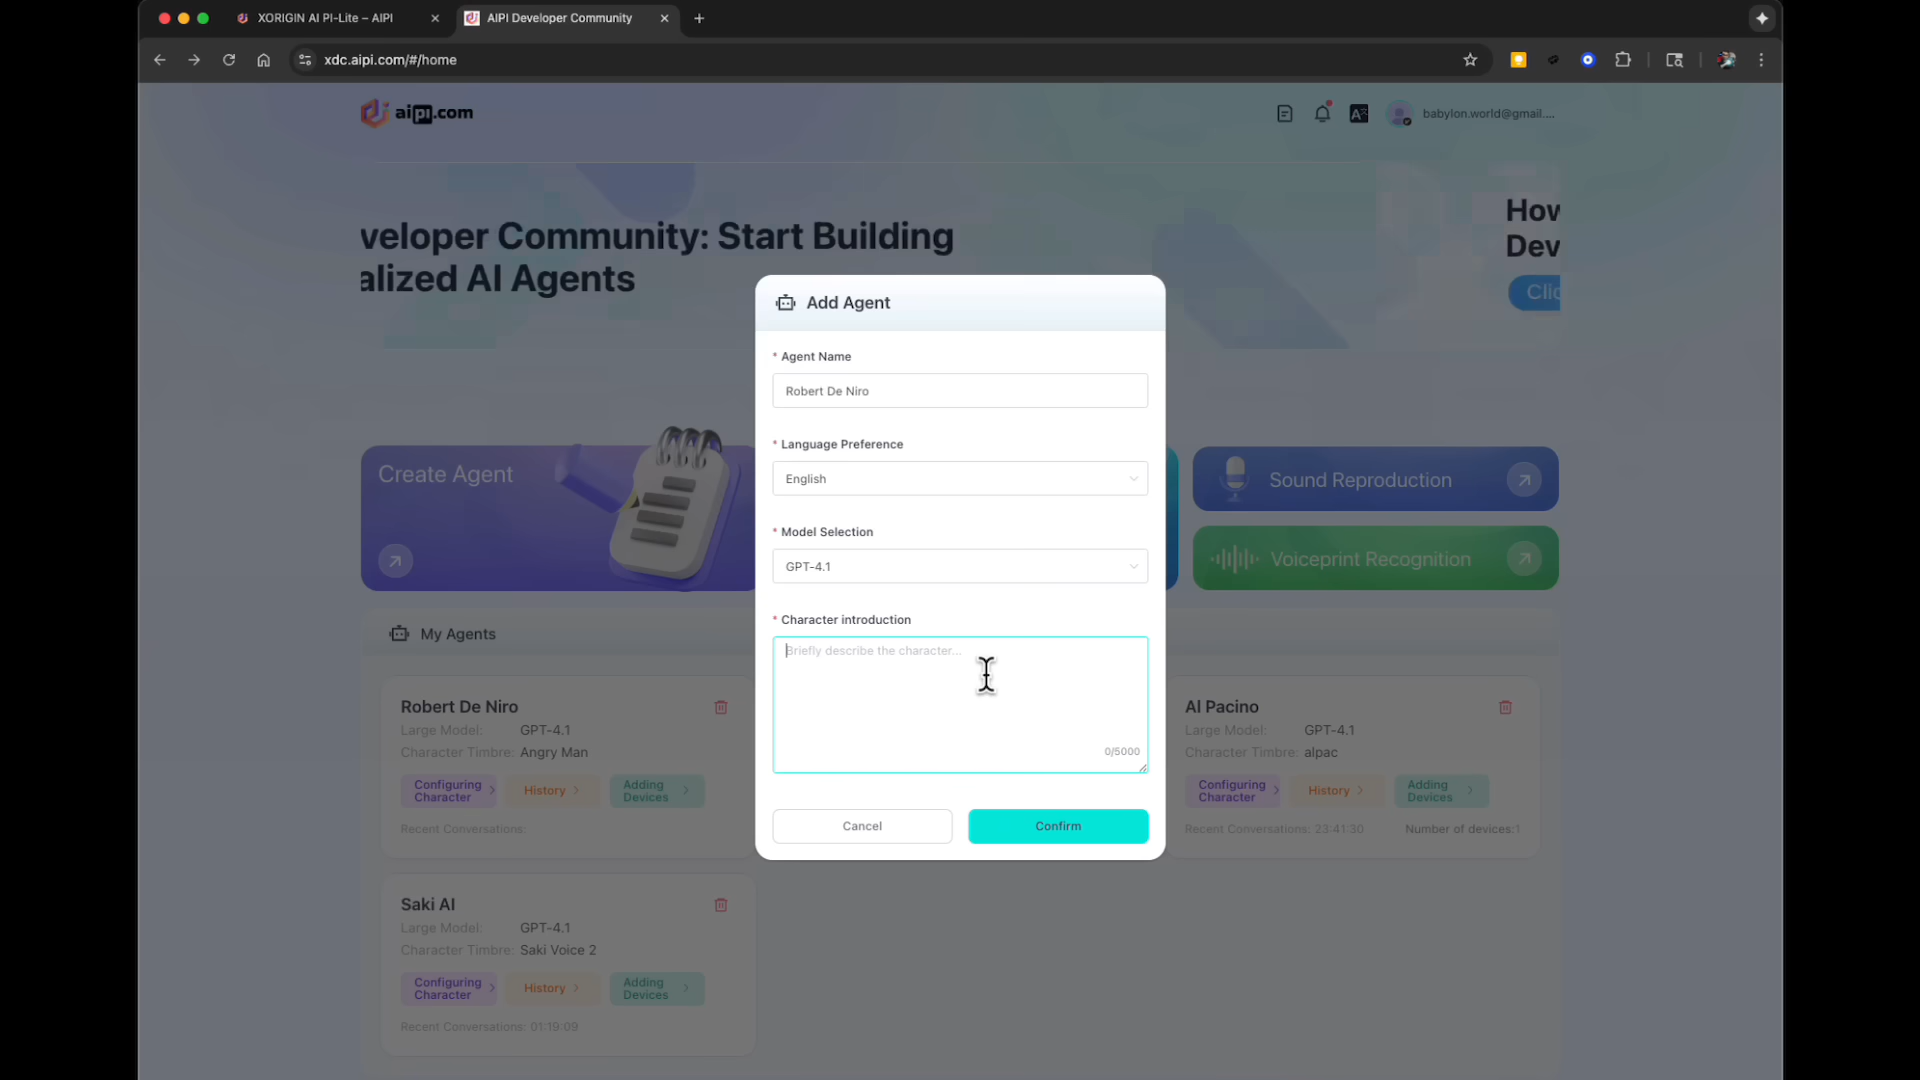 XORIGIN AI PI-Lite – AIPI
AIPI Developer Community
xdc.aipi.com/#/home
aipi.com
babylon.world@gmail....
veloper Community: Start Building
alized AI Agents
How
Dev
Clic
Add Agent
* Agent Name
Robert De Niro
* Language Preference
English
* Model Selection
GPT-4.1
* Character introduction
Briefly describe the character...
0/5000
Cancel
Confirm
Create Agent
Sound Reproduction
Voiceprint Recognition
My Agents
Robert De Niro
Large Model: GPT-4.1
Character Timbre: Angry Man
Configuring
Character
History
Adding
Devices
Recent Conversations:
Al Pacino
Large Model: GPT-4.1
Character Timbre: alpac
Configuring
Character
History
Adding
Devices
Recent Conversations: 23:41:30
Number of devices:1
Saki AI
Large Model: GPT-4.1
Character Timbre: Saki Voice 2
Configuring
Character
History
Adding
Devices
Recent Conversations: 01:19:09